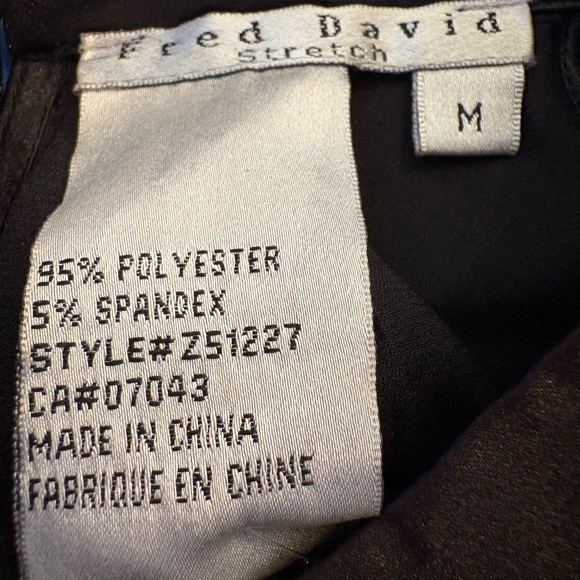 Fred David
Stretch
M
95% POLYESTER
5% SPANDEX
STYLE# Z51227
CA#07043
MADE IN CHINA
FABRIQUE EN CHINE